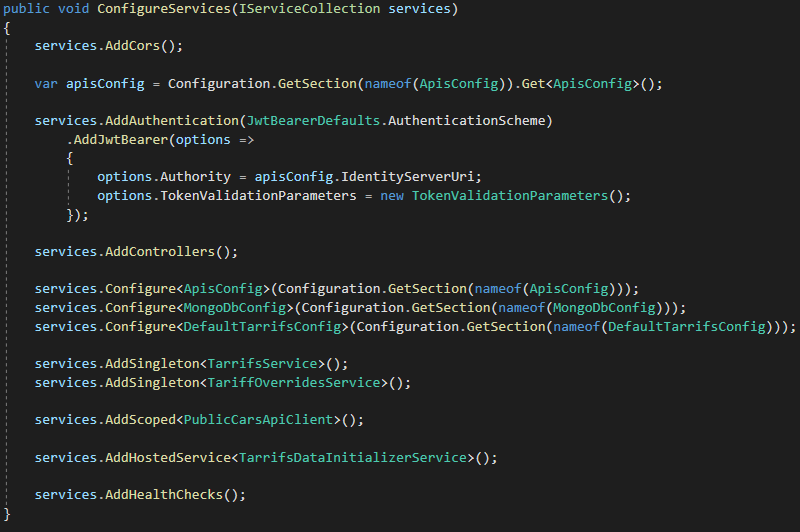 public void ConfigureServices(IServiceCollection services)
{
    services.AddCors();
    var apisConfig = Configuration.GetSection(nameof(ApisConfig)).Get<ApisConfig>();
    services.AddAuthentication(JwtBearerDefaults.AuthenticationScheme)
        .AddJwtBearer(options =>
        {
            options.Authority = apisConfig.IdentityServerUri;
            options.TokenValidationParameters = new TokenValidationParameters();
        });
    services.AddControllers();
    services.Configure<ApisConfig>(Configuration.GetSection(nameof(ApisConfig)));
    services.Configure<MongoDbConfig>(Configuration.GetSection(nameof(MongoDbConfig)));
    services.Configure<DefaultTarrifsConfig>(Configuration.GetSection(nameof(DefaultTarrifsConfig)));
    services.AddSingleton<TarrifsService>();
    services.AddSingleton<TariffOverridesService>();
    services.AddScoped<PublicCarsApiClient>();
    services.AddHostedService<TarrifsDataInitializerService>();
    services.AddHealthChecks();
}